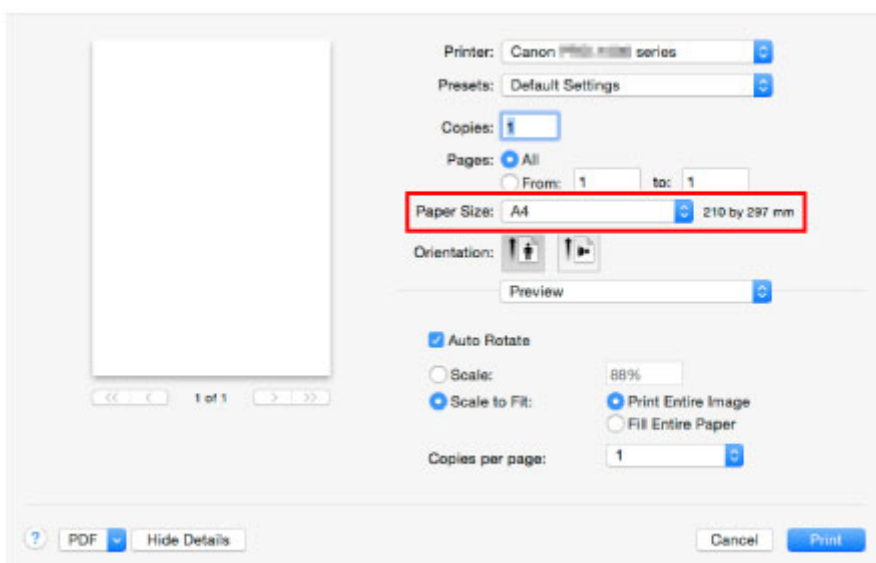 Printer: Canon series
Presets: Default Settings
Copies: 1
Pages: All
From: 1 to: 1
Paper Size: A4 210 by 297 mm
Orientation:
Preview
Auto Rotate
Scale: 88%
Scale to Fit: Print Entire Image
Fill Entire Paper
Copies per page: 1
<< < 1 of 1 > >>
? PDF Hide Details Cancel Print